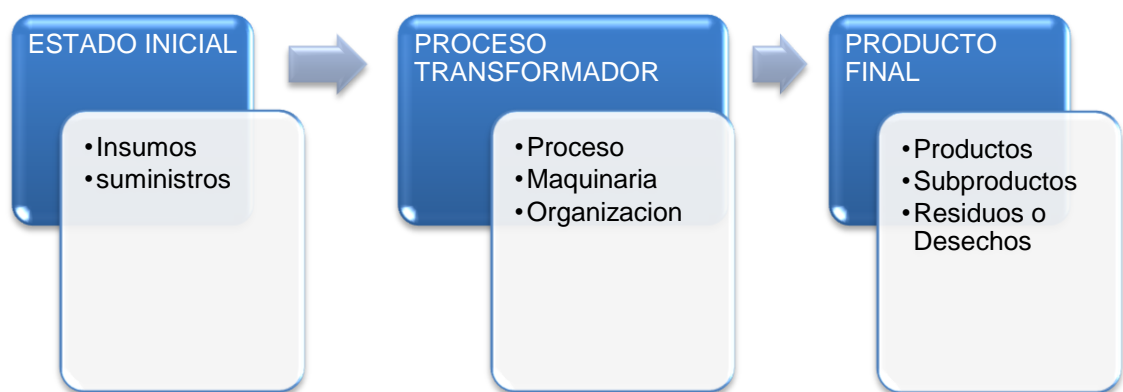 ESTADO INICIAL
•Insumos
•suministros
PROCESO
TRANSFORMADOR
•Proceso
•Maquinaria
•Organizacion
PRODUCTO
FINAL
•Productos
•Subproductos
•Residuos o
Desechos